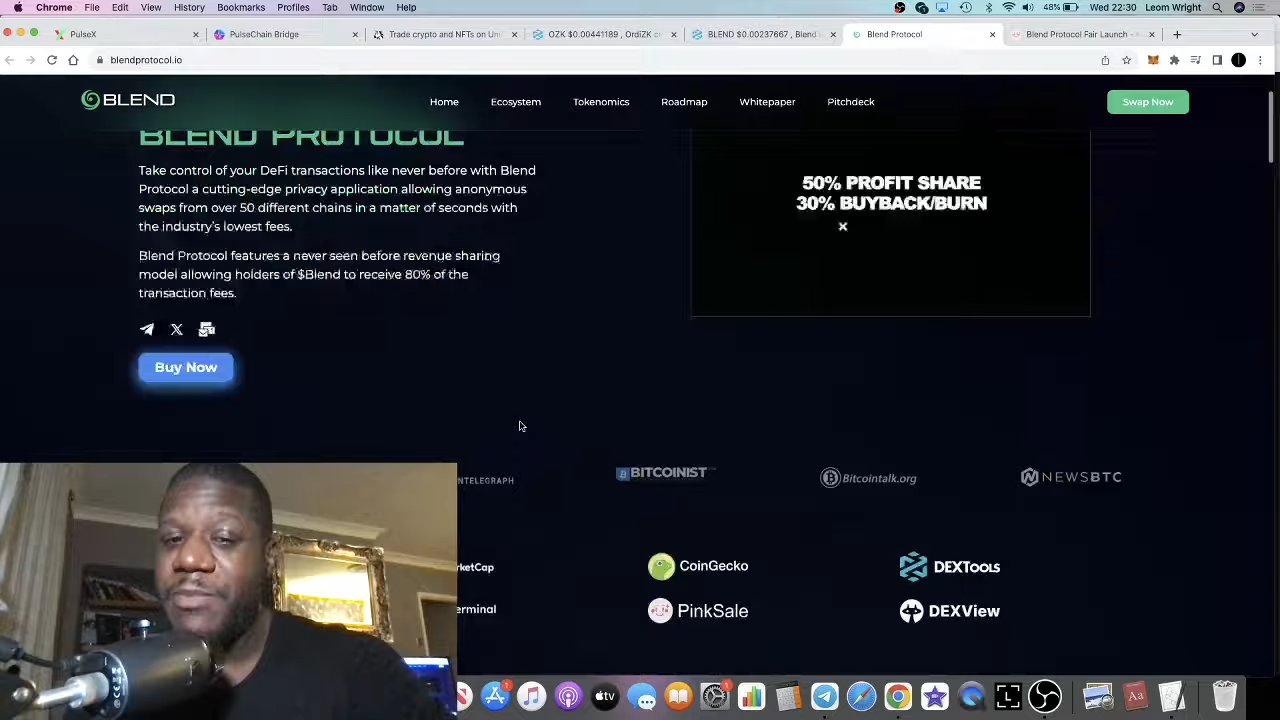 Chrome File Edit View History Bookmarks Profiles Tab Window Help 48% Wed 22:30 Leom Wright
PulseX
PulseChain Bridge
Trade crypto and NFTs on Un
OZK $0.00441189 , OrdiZK cr
BLEND $0.00237667 , Blend
Blend Protocol
Blend Protocol Fair Launch -
blendprotocol.io
BLEND
Home
Ecosystem
Tokenomics
Roadmap
Whitepaper
Pitchdeck
Swap Now
BLEND PROTOCOL
Take control of your DeFi transactions like never before with Blend
Protocol a cutting-edge privacy application allowing anonymous
swaps from over 50 different chains in a matter of seconds with
the industry's lowest fees.
Blend Protocol features a never seen before revenue sharing
model allowing holders of $Blend to receive 80% of the
transaction fees.
Buy Now
50% PROFIT SHARE
30% BUYBACK/BURN
NTELEGRAPH
BITCOINIST
Bitcointalk.org
NEWSBTC
rketCap
CoinGecko
DEXTools
erminal
PinkSale
DEXView
tv